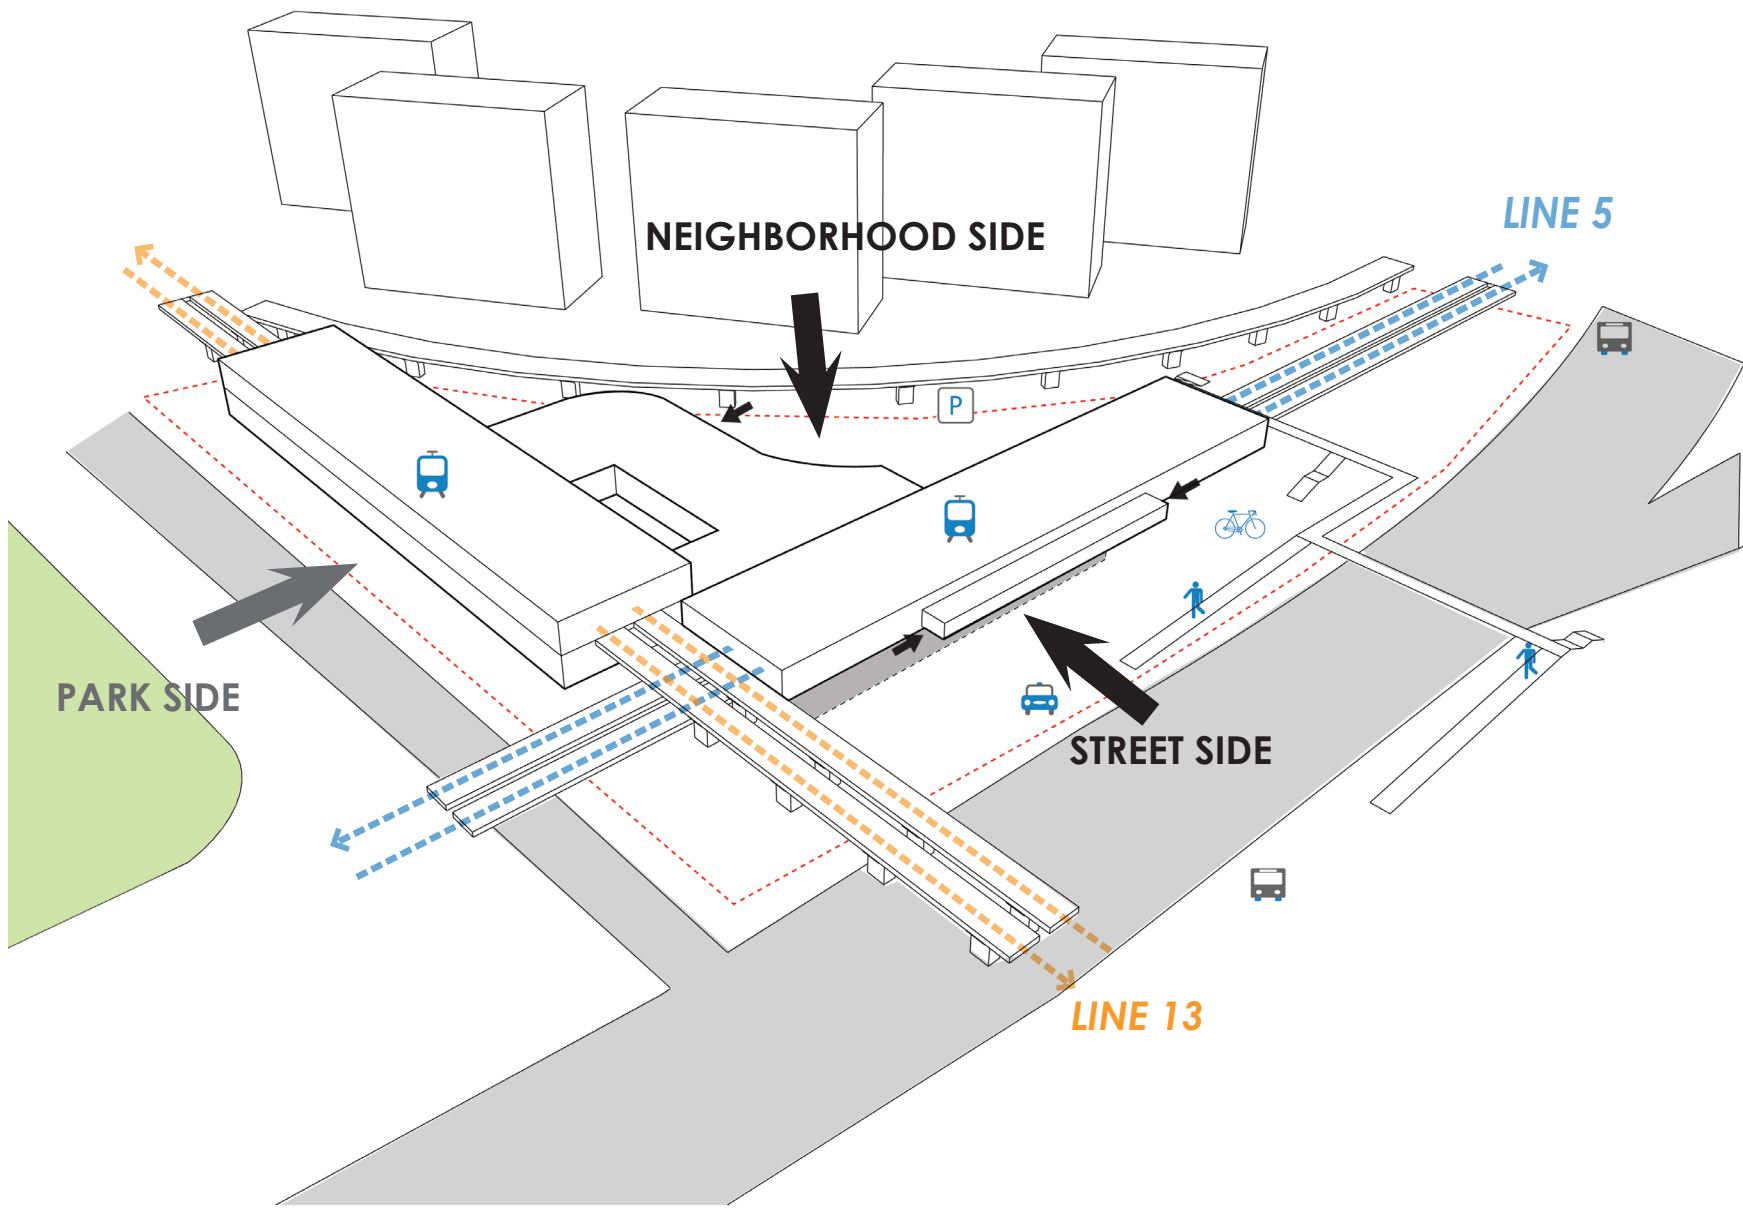 NEIGHBORHOOD SIDE
LINE 5
P
PARK SIDE
STREET SIDE
LINE 13